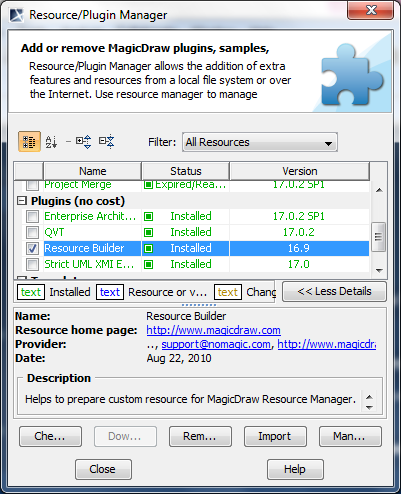 Resource/Plugin Manager
Add or remove MagicDraw plugins, samples,
Resource/Plugin Manager allows the addition of extra
features and resources from a local file system or over
the Internet. Use resource manager to manage
Filter: All Resources
Name Status Version
Project Merge Expired/Rea... 17.0.2 SP1
Plugins (no cost)
Enterprise Archit... Installed 17.0.2 SP1
QVT Installed 17.0.2
Resource Builder Installed 16.9
Strict UML XMI E... Installed 17.0
text Installed text Resource or v... text Chang
<< Less Details
Name: Resource Builder
Resource home page: http://www.magicdraw.com
Provider: .., support@nomagic.com, http://www.magicdra
Date: Aug 22, 2010
Description
Helps to prepare custom resource for MagicDraw Resource Manager.
Che... Dow... Rem... Import Man...
Close Help